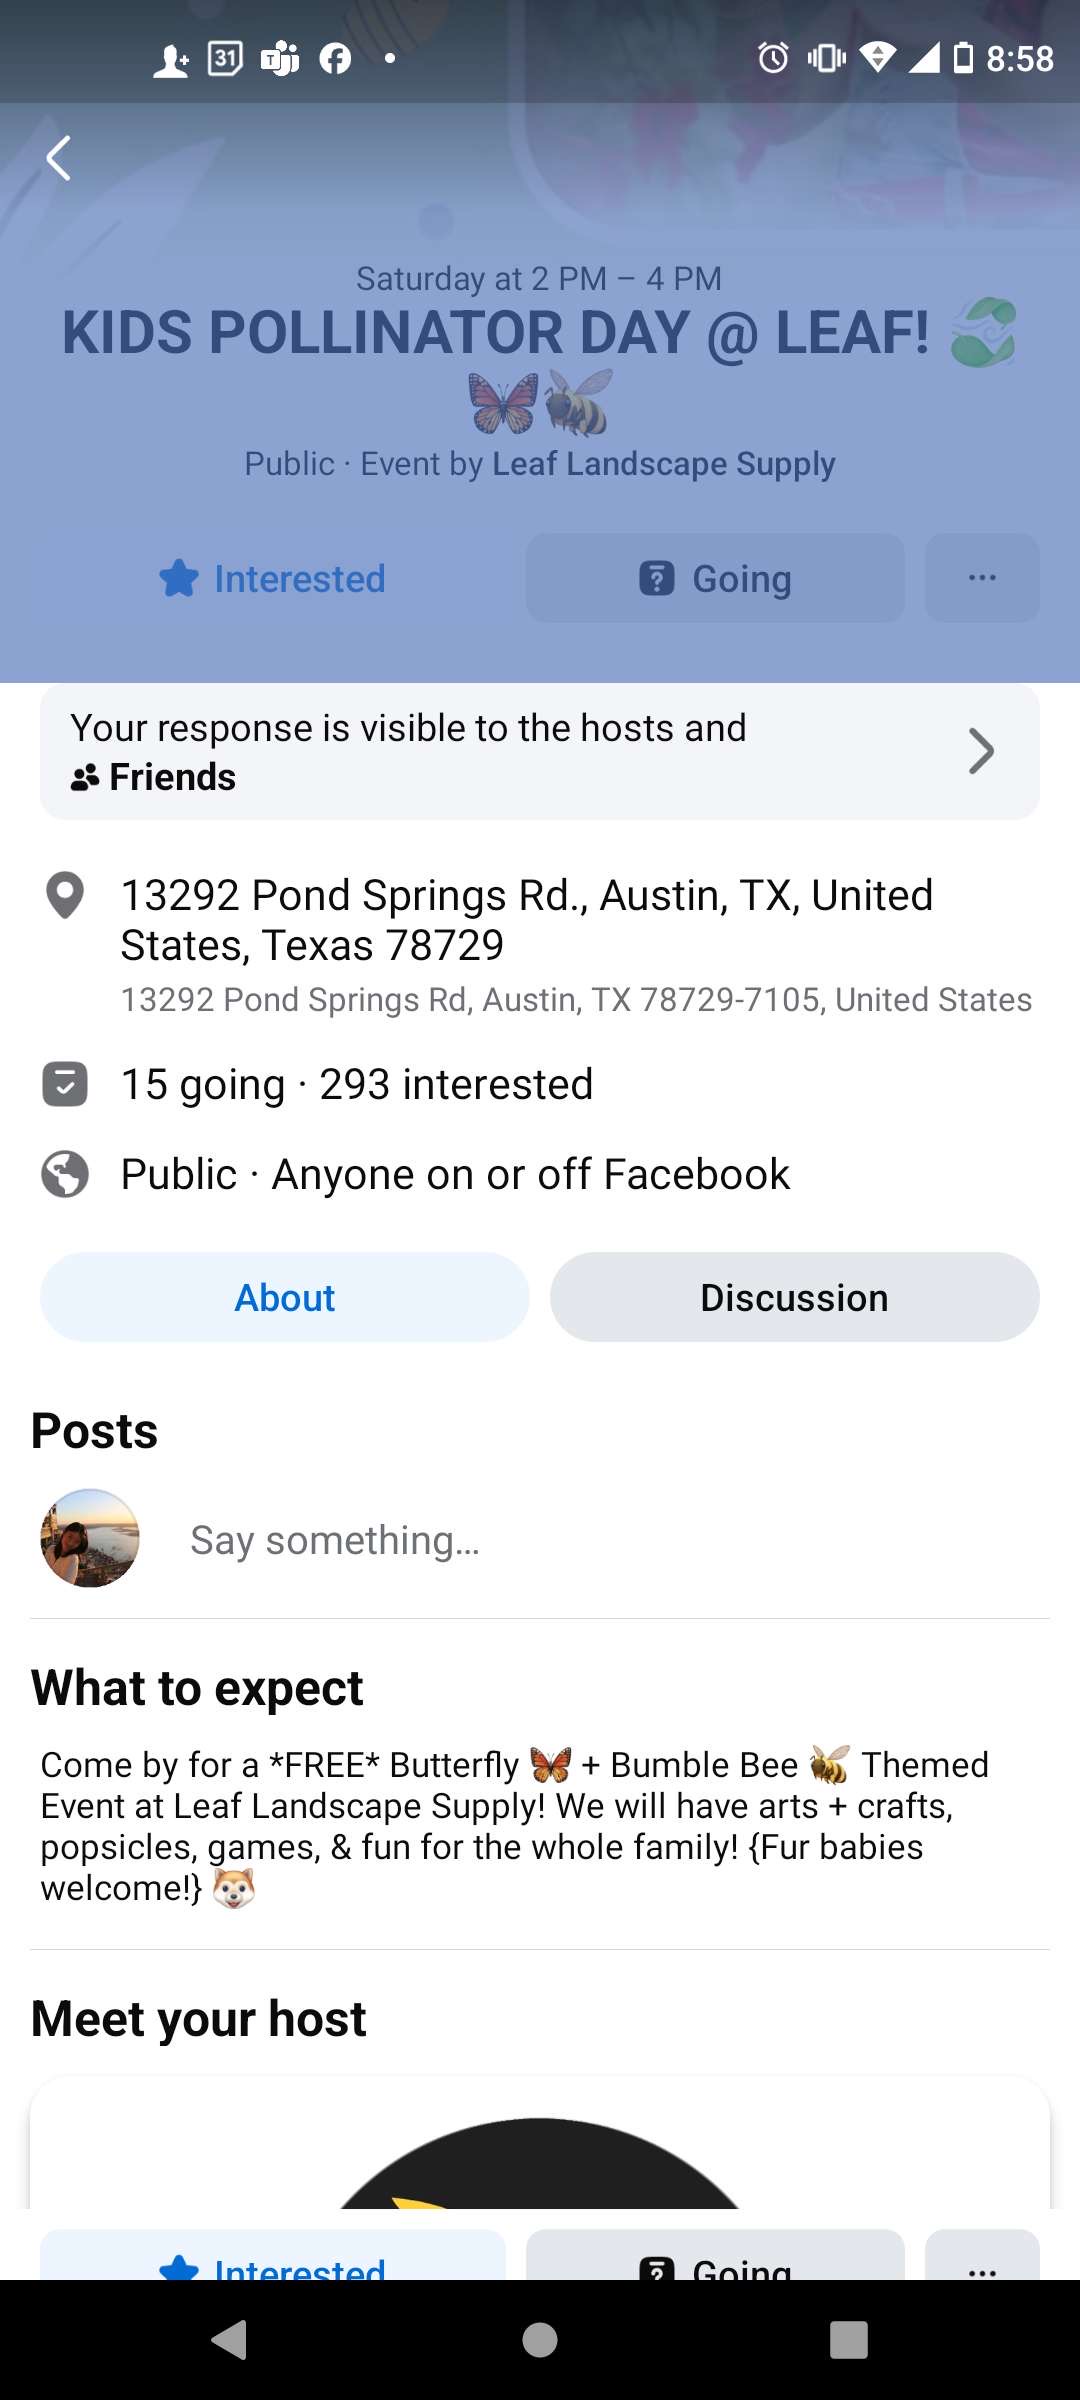 31 8:58
Saturday at 2 PM – 4 PM
KIDS POLLINATOR DAY @ LEAF! 🍃
🦋🐝
Public · Event by Leaf Landscape Supply
Interested Going ...
Your response is visible to the hosts and
Friends
13292 Pond Springs Rd., Austin, TX, United
States, Texas 78729
13292 Pond Springs Rd, Austin, TX 78729-7105, United States
15 going · 293 interested
Public · Anyone on or off Facebook
About Discussion
Posts
Say something...
What to expect
Come by for a *FREE* Butterfly 🦋 + Bumble Bee 🐝 Themed
Event at Leaf Landscape Supply! We will have arts + crafts,
popsicles, games, & fun for the whole family! {Fur babies
welcome!} 🐶
Meet your host
Interested Going ...